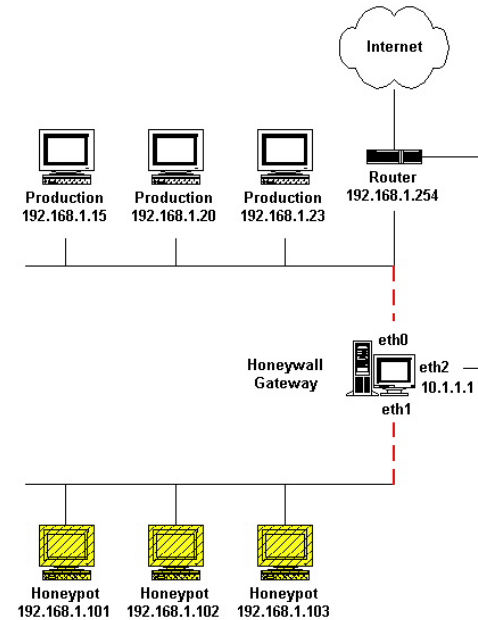 Internet
Router
192.168.1.254
Production
192.168.1.15
Production
192.168.1.20
Production
192.168.1.23
Honeywall
Gateway
eth0
eth2
10.1.1.1
eth1
Honeypot
192.168.1.101
Honeypot
192.168.1.102
Honeypot
192.168.1.103